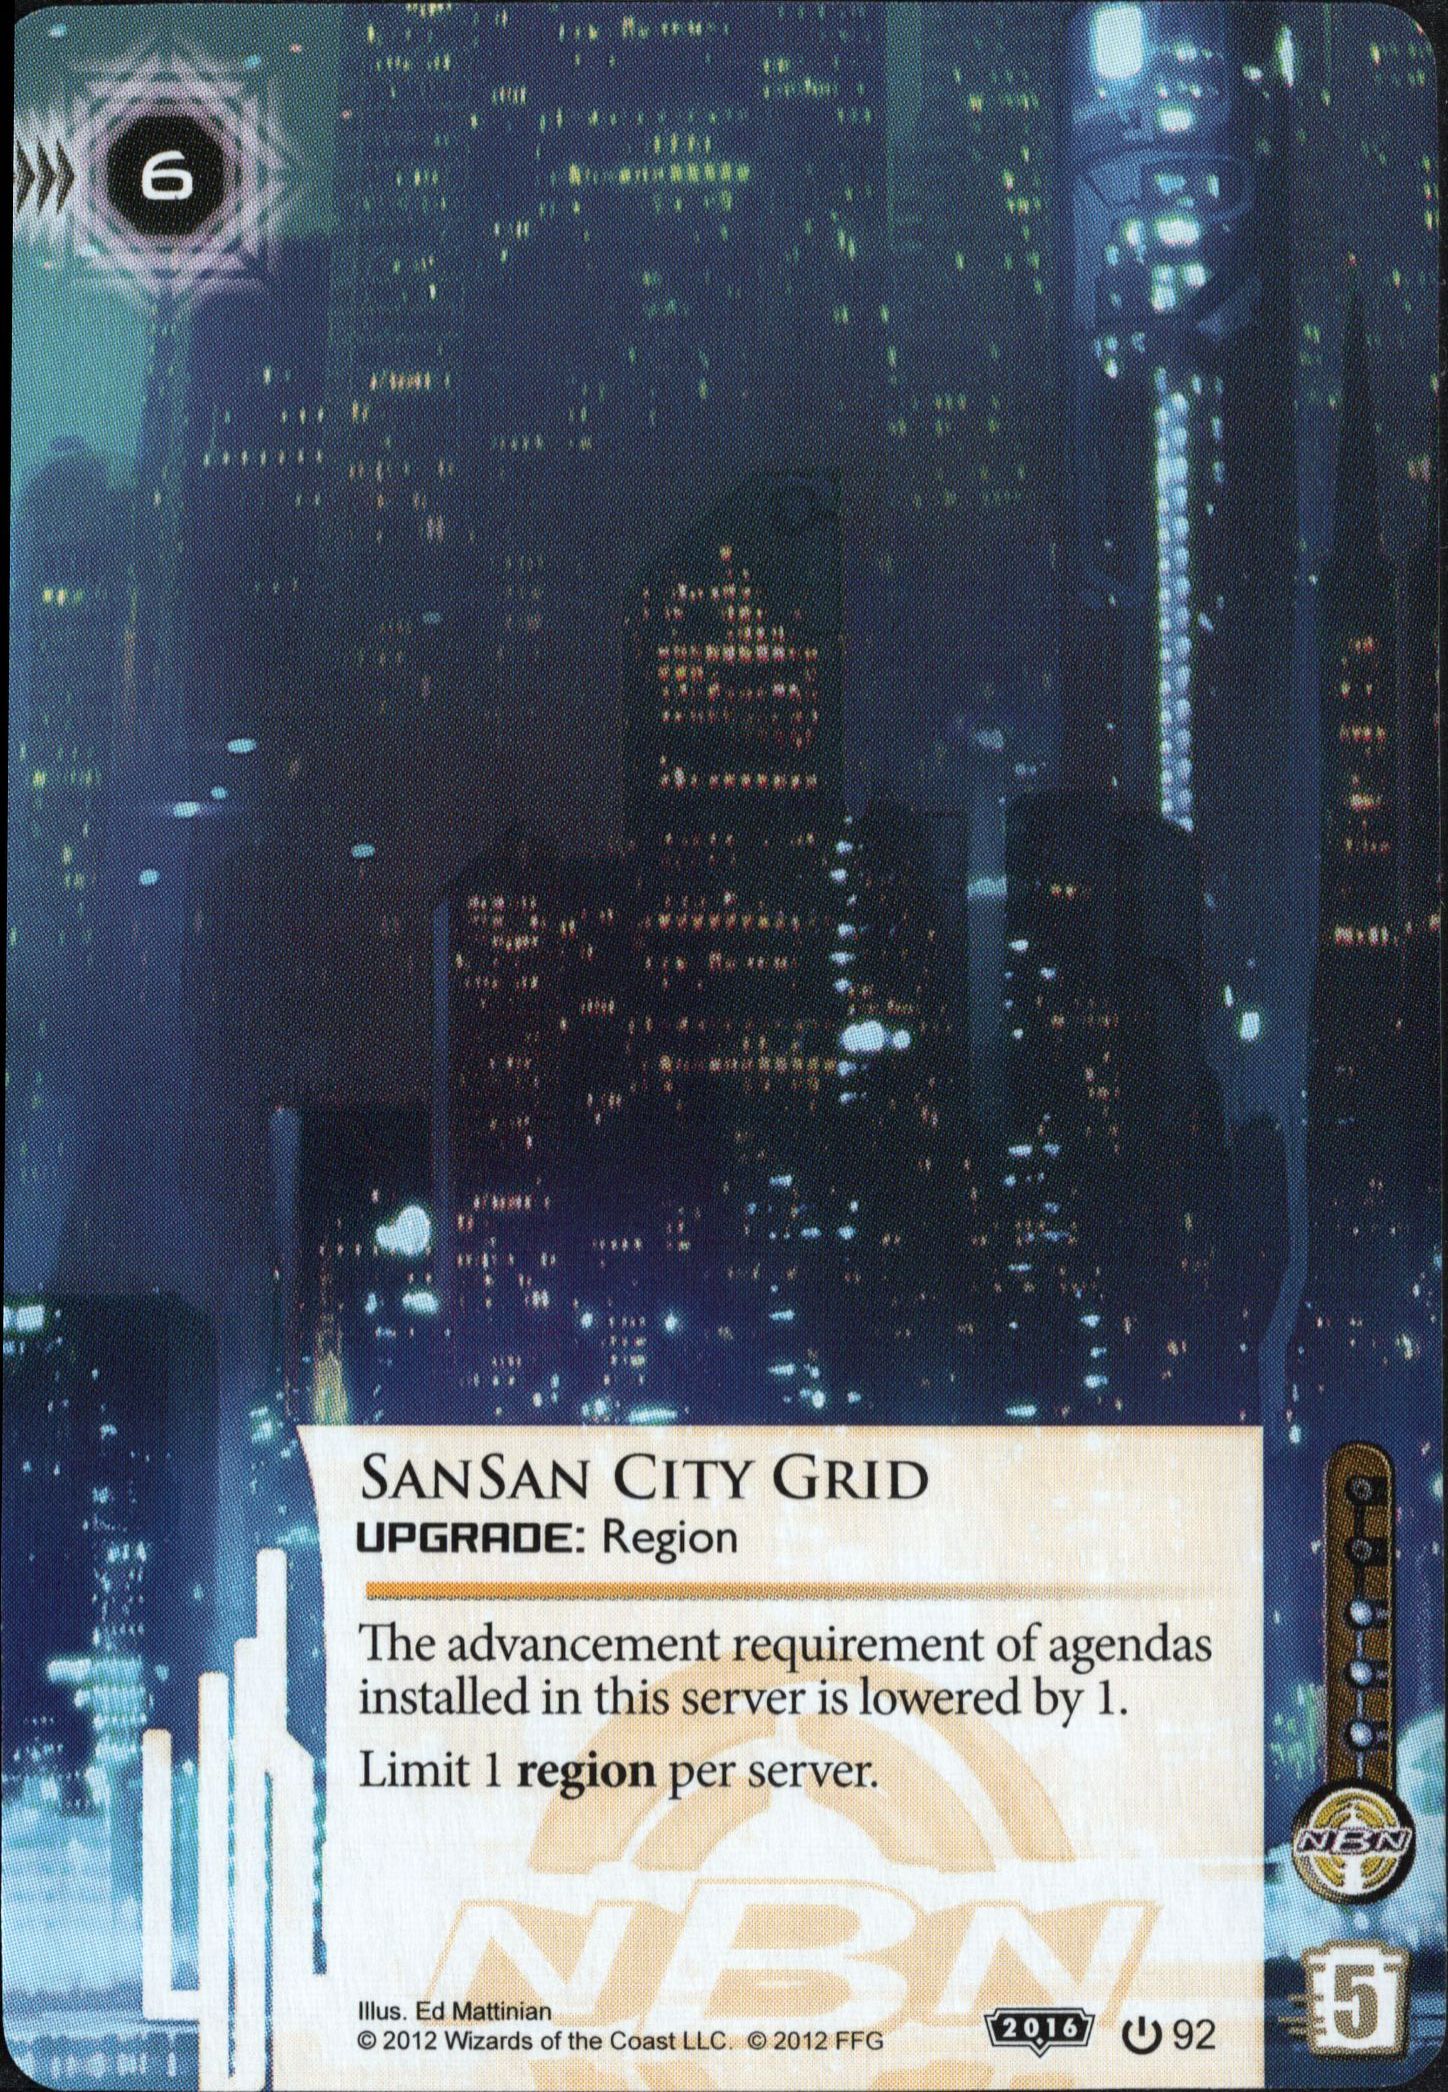 6
SanSan City Grid
UPGRADE: Region
The advancement requirement of agendas
installed in this server is lowered by 1.
Limit 1 region per server.
NBN
NBN
5
Illus. Ed Mattinian
© 2012 Wizards of the Coast LLC. © 2012 FFG
2016
92